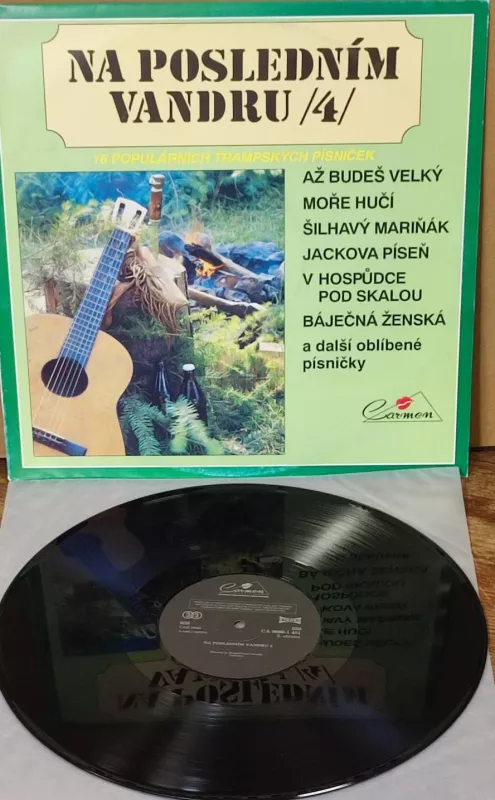 NA POSLEDNÍM
VANDRU /4/
16 POPULÁRNÍCH TRAMPSKÝCH PÍSNIČEK
AŽ BUDEŠ VELKÝ
MOŘE HUČÍ
ŠILHAVÝ MARIŇÁK
JACKOVA PÍSEŇ
V HOSPŮDCE
POD SKALOU
BÁJEČNÁ ŽENSKÁ
a další oblíbené
písničky
Carmon
Carmon
NA POSLEDNÍM VANDRU 4